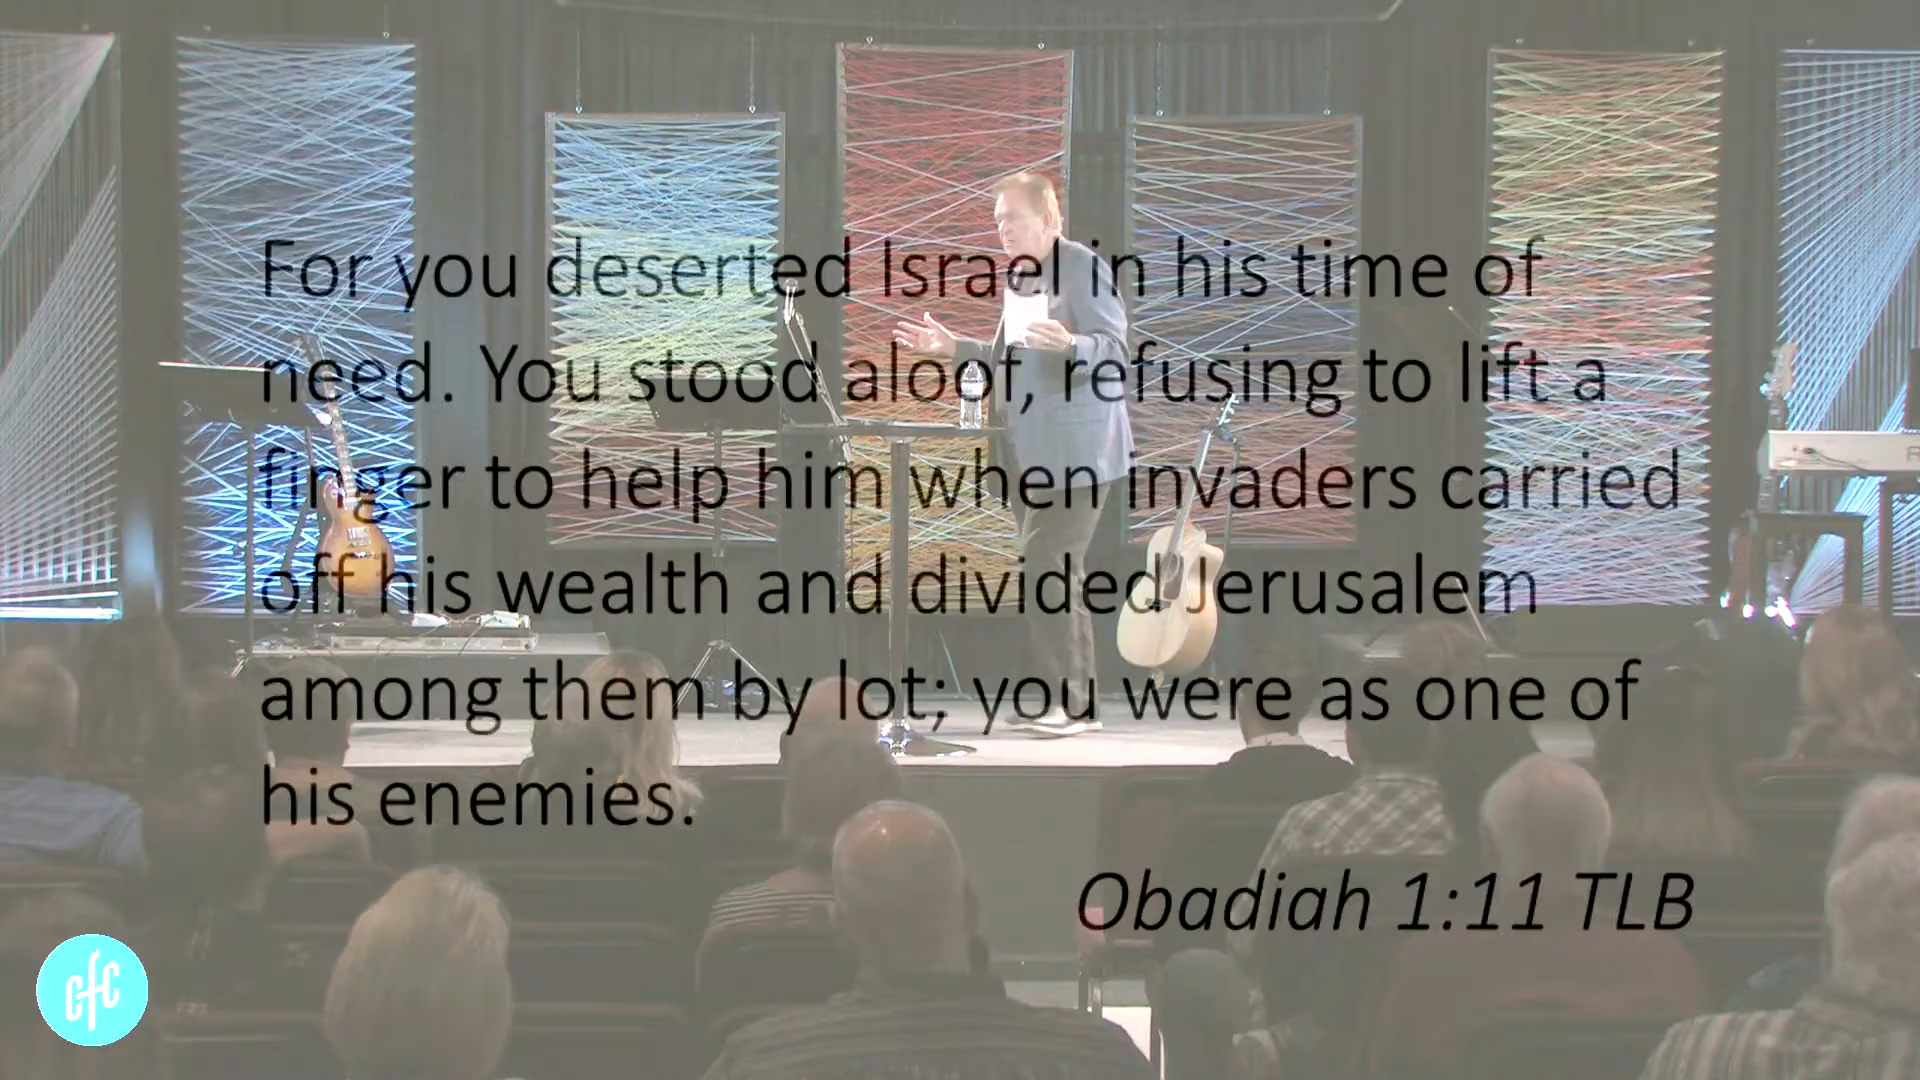 For you deserted Israel in his time of
need. You stood aloof, refusing to lift a
finger to help him when invaders carried
off his wealth and divided Jerusalem
among them by lot; you were as one of
his enemies.
Obadiah 1:11 TLB
cfc